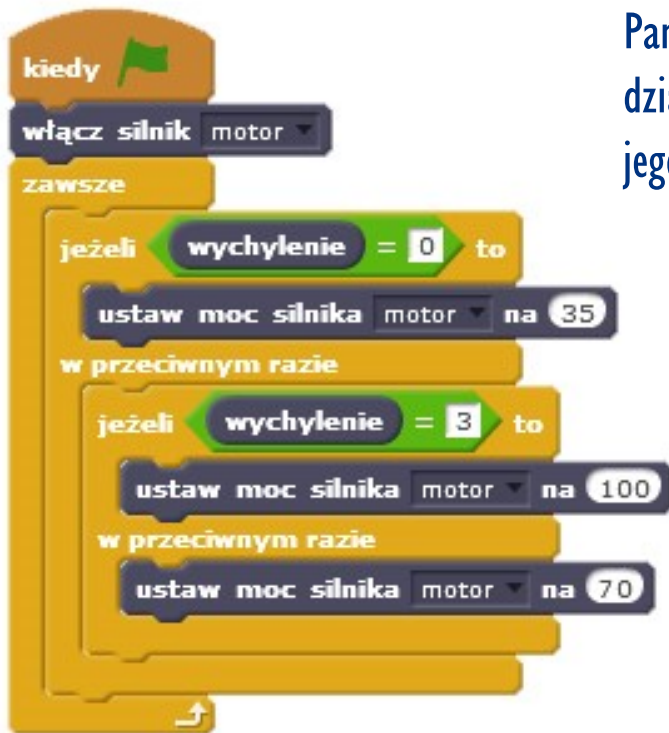 kiedy
włącz silnik motor
zawsze
jeżeli wychylenie = 0 to
ustaw moc silnika motor na 35
w przeciwnym razie
jeżeli wychylenie = 3 to
ustaw moc silnika motor na 100
w przeciwnym razie
ustaw moc silnika motor na 70